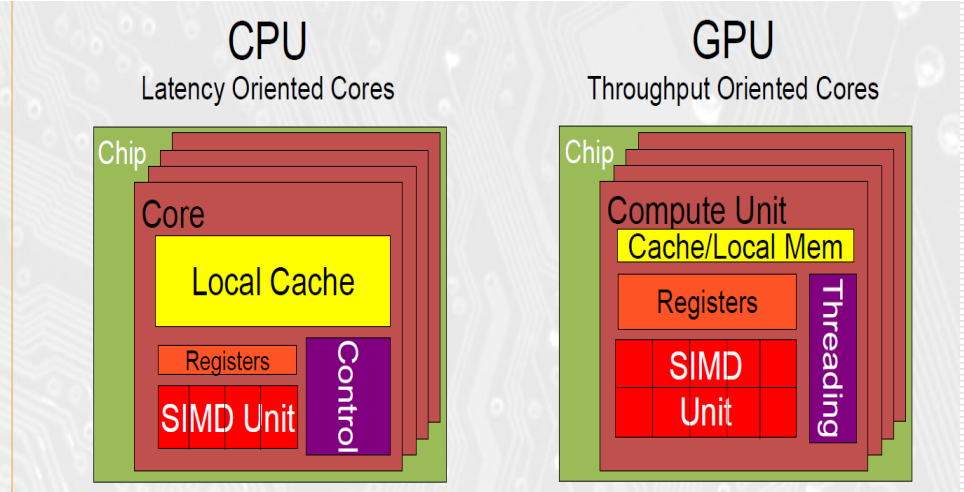 CPU
Latency Oriented Cores
Chip
Core
Local Cache
Registers
SIMD Unit
Control
GPU
Throughput Oriented Cores
Chip
Compute Unit
Cache/Local Mem
Registers
SIMD
Unit
Threading